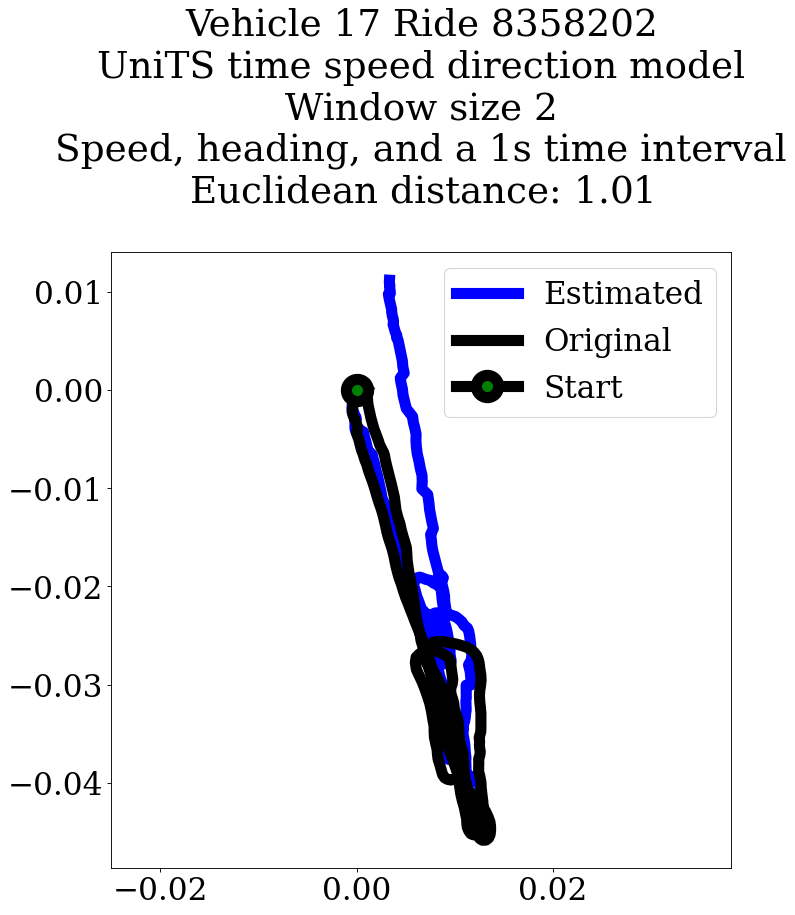 Vehicle 17 Ride 8358202
UniTS time speed direction model
Window size 2
Speed, heading, and a 1s time interval
Euclidean distance: 1.01
Estimated
Original
Start
0.01
0.00
−0.01
−0.02
−0.03
−0.04
−0.02
0.00
0.02